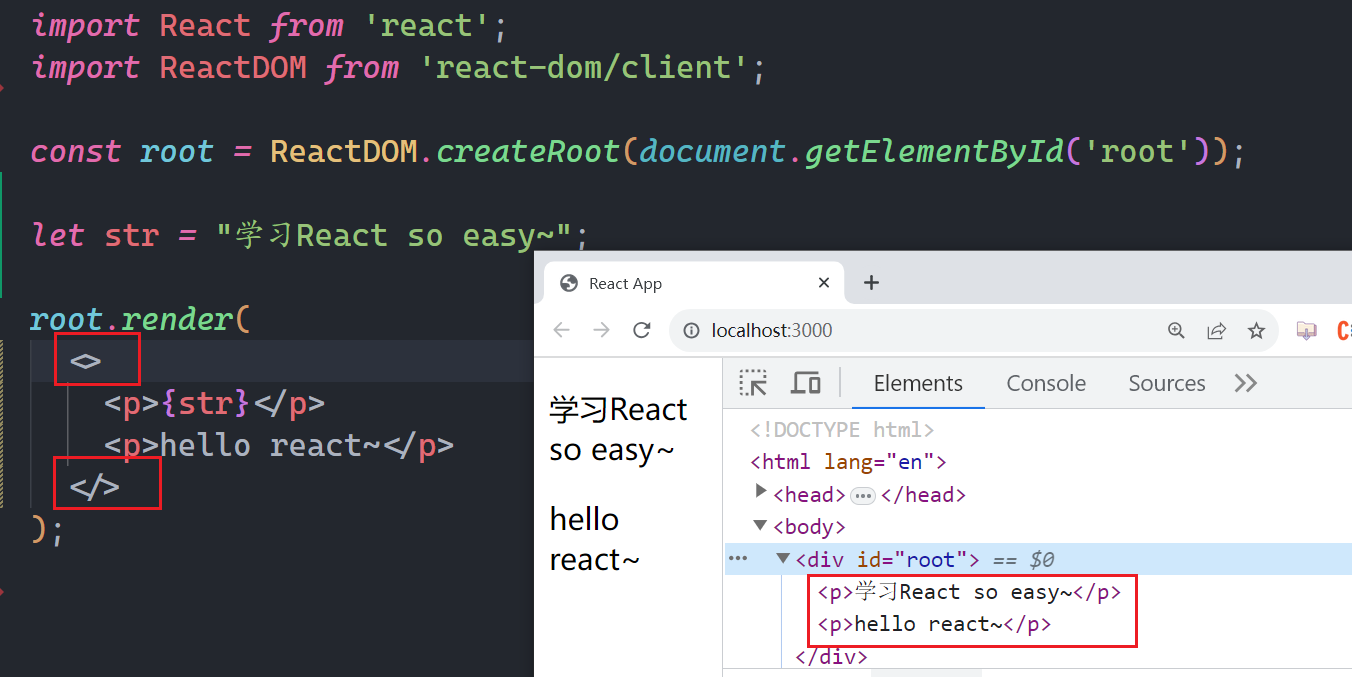 import React from 'react';
import ReactDOM from 'react-dom/client';
const root = ReactDOM.createRoot(document.getElementById('root'));
let str = "学习React so easy~";
root.render(
<>
<p>{str}</p>
<p>hello react~</p>
</>
);
React App
localhost:3000
学习React
so easy~
hello
react~
Elements
Console
Sources
<!DOCTYPE html>
<html lang="en">
<head>…</head>
<body>
<div id="root"> == $0
<p>学习React so easy~</p>
<p>hello react~</p>
</div>